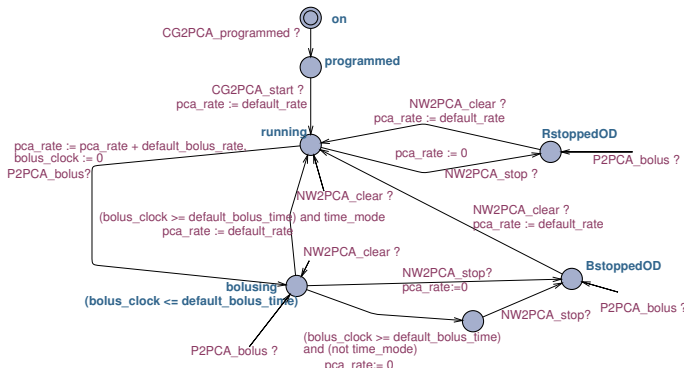 on
CG2PCA_programmed ?
programmed
CG2PCA_start ?
pca_rate := default_rate
NW2PCA_clear ?
pca_rate := default_rate
running
RstoppedOD
pca_rate := pca_rate + default_bolus_rate,
bolus_clock := 0
P2PCA_bolus?
pca_rate := 0
P2PCA_bolus ?
NW2PCA_stop ?
NW2PCA_clear ?
NW2PCA_clear ?
pca_rate := default_rate
(bolus_clock >= default_bolus_time) and time_mode
pca_rate := default_rate
NW2PCA_clear ?
BstoppedOD
NW2PCA_stop?
pca_rate:=0
bolusing
(bolus_clock <= default_bolus_time)
P2PCA_bolus ?
NW2PCA_stop?
(bolus_clock >= default_bolus_time)
and (not time_mode)
pca_rate:= 0
P2PCA_bolus ?